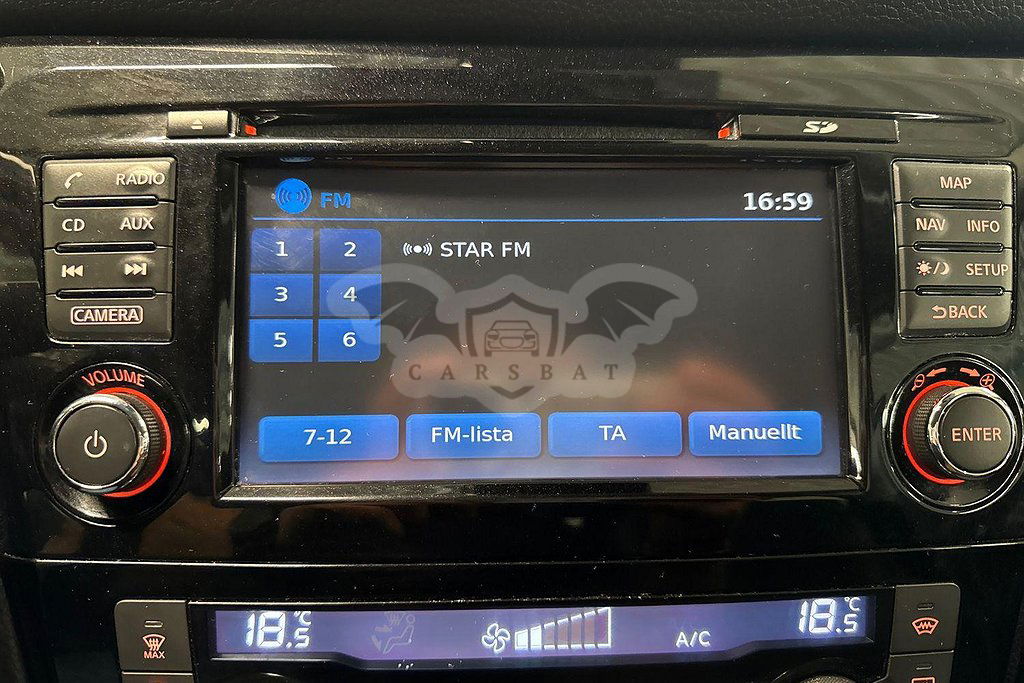 SD
RADIO
MAP
FM
16:59
CD AUX
NAV INFO
1 2
STAR FM
SETUP
3 4
CAMERA
BACK
5 6
CARSBAT
VOLUME
7-12
FM-lista
TA
Manuellt
ENTER
18.5°C
A/C
18.5°C
MAX